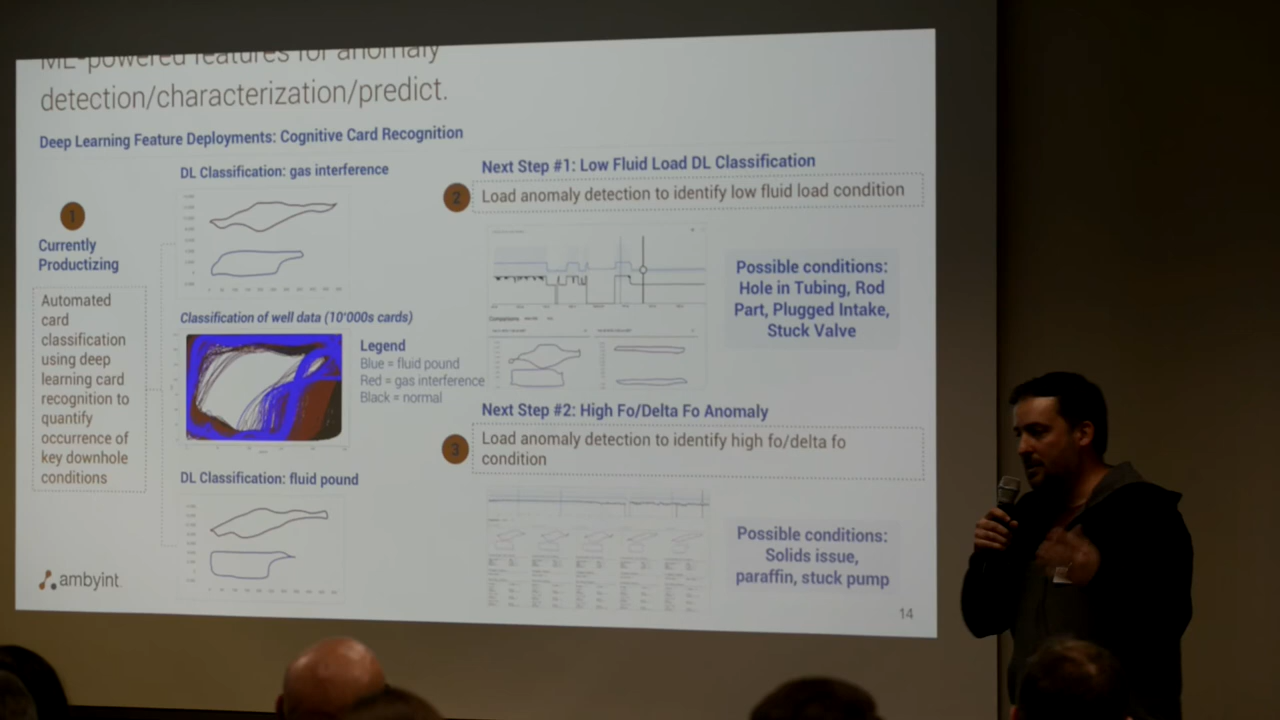 ML-powered features for anomaly
detection/characterization/predict.
Deep Learning Feature Deployments: Cognitive Card Recognition
1
Currently
Productizing
Automated
card
classification
using deep
learning card
recognition to
quantify
occurrence of
key downhole
conditions
DL Classification: gas interference
Classification of well data (10'000s cards)
Legend
Blue = fluid pound
Red = gas interference
Black = normal
DL Classification: fluid pound
Next Step #1: Low Fluid Load DL Classification
2
Load anomaly detection to identify low fluid load condition
Possible conditions:
Hole in Tubing, Rod
Part, Plugged Intake,
Stuck Valve
Next Step #2: High Fo/Delta Fo Anomaly
3
Load anomaly detection to identify high fo/delta fo
condition
Possible conditions:
Solids issue,
paraffin, stuck pump
ambyint
14